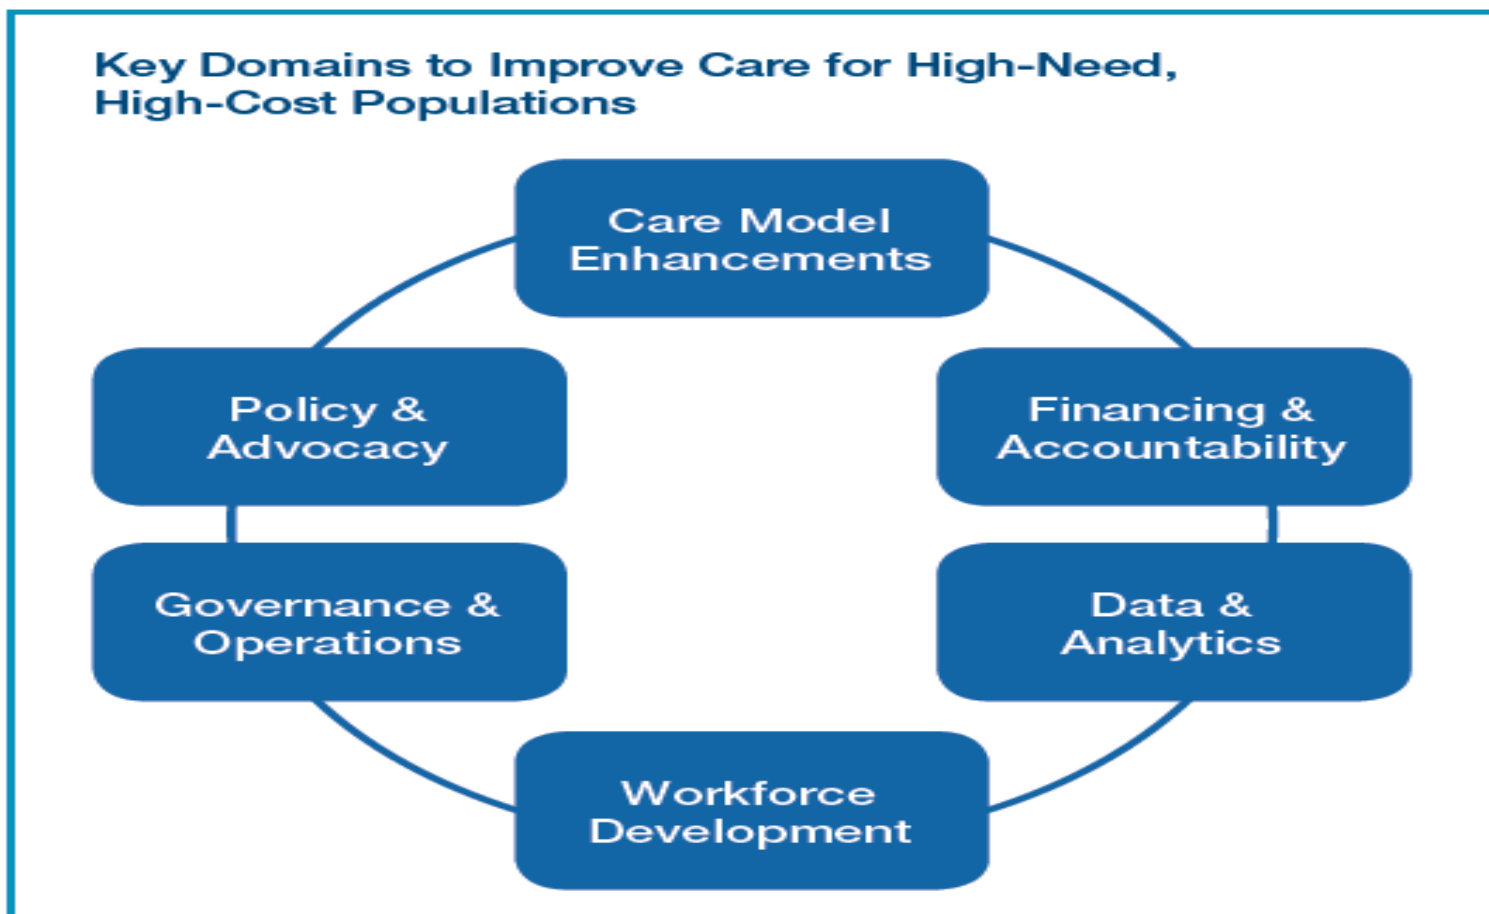 Key Domains to Improve Care for High-Need,
High-Cost Populations
Care Model
Enhancements
Financing &
Accountability
Data &
Analytics
Workforce
Development
Governance &
Operations
Policy &
Advocacy